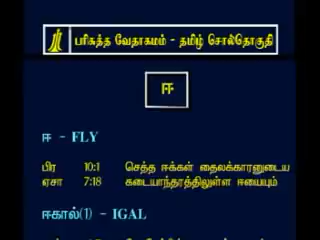 பரிசுத்த வேதாகமம் - தமிழ் சொல்தொகுதி
ஈ
ஈ - FLY
பிர 10:1 செத்த ஈக்கள் தைலக்காரனுடைய
ஏசா 7:18 கடையாந்தரத்திலுள்ள ஈயையும்
ஈகால்(1) - IGAL